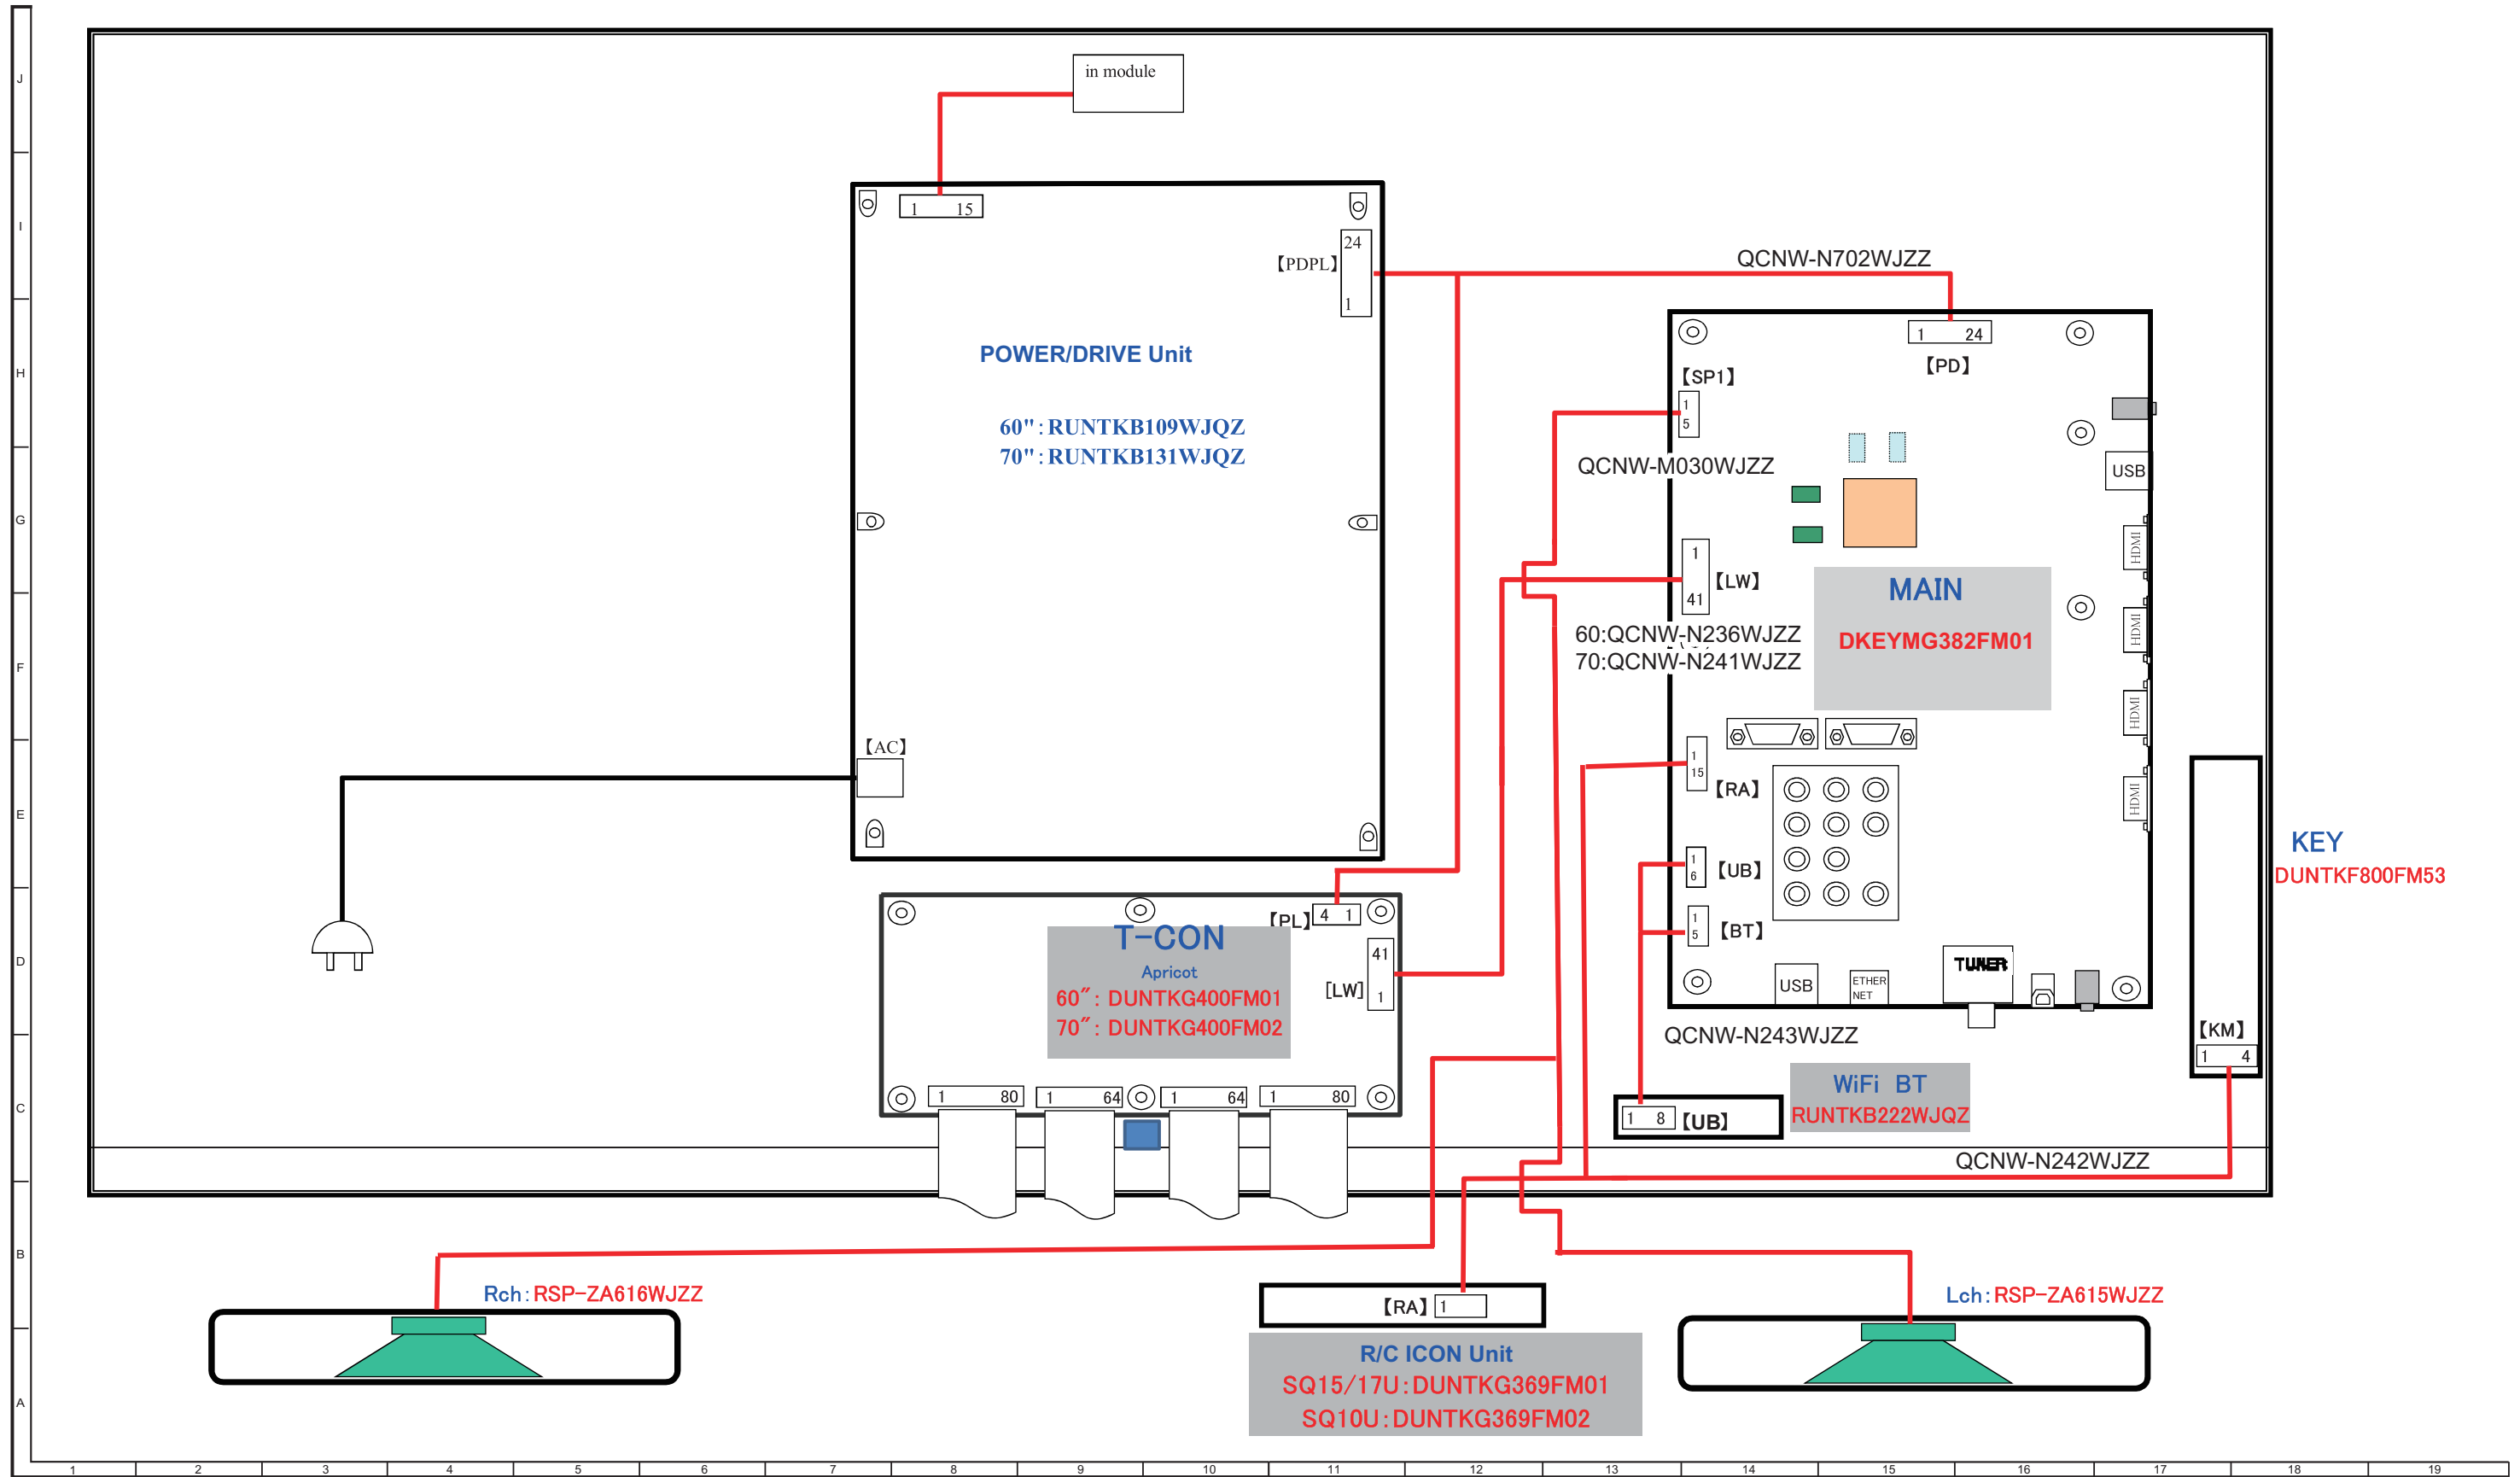 J
in module
I
1 15
24
【PDPL】
1
QCNW-N702WJZZ
H
POWER/DRIVE Unit
1 24
【PD】
【SP1】
1
5
60":RUNTKB109WJQZ
70":RUNTKB131WJQZ
QCNW-M030WJZZ
USB
G
HDMI
1
【LW】
41
MAIN
DKEYMG382FM01
HDMI
60:QCNW-N236WJZZ
70:QCNW-N241WJZZ
F
HDMI
【AC】
1
15
【RA】
HDMI
E
KEY
DUNTKF800FM53
1
6
【UB】
【PL】
4 1
1
5
【BT】
T-CON
Apricot
60": DUNTKG400FM01
70": DUNTKG400FM02
41
[LW]
1
D
USB
ETHER
NET
TUNER
QCNW-N243WJZZ
【KM】
1 4
WiFi BT
RUNTKB222WJQZ
C
1 80
1 64
1 64
1 80
1 8
【UB】
QCNW-N242WJZZ
B
Rch:RSP-ZA616WJZZ
【RA】
1
Lch:RSP-ZA615WJZZ
R/C ICON Unit
SQ15/17U:DUNTKG369FM01
SQ10U:DUNTKG369FM02
A
1 2 3 4 5 6 7 8 9 10 11 12 13 14 15 16 17 18 19